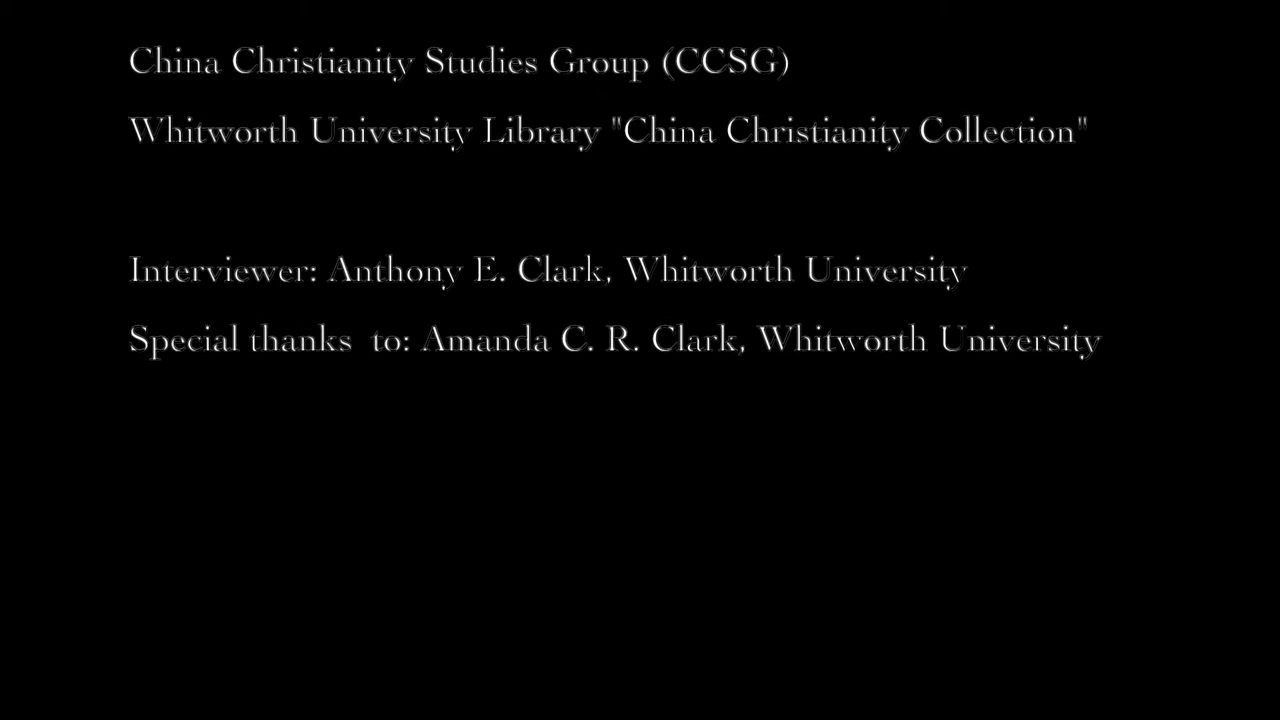 China Christianity Studies Group (CCSG)
Whitworth University Library "China Christianity Collection"
Interviewer: Anthony E. Clark, Whitworth University
Special thanks  to: Amanda C. R. Clark, Whitworth University